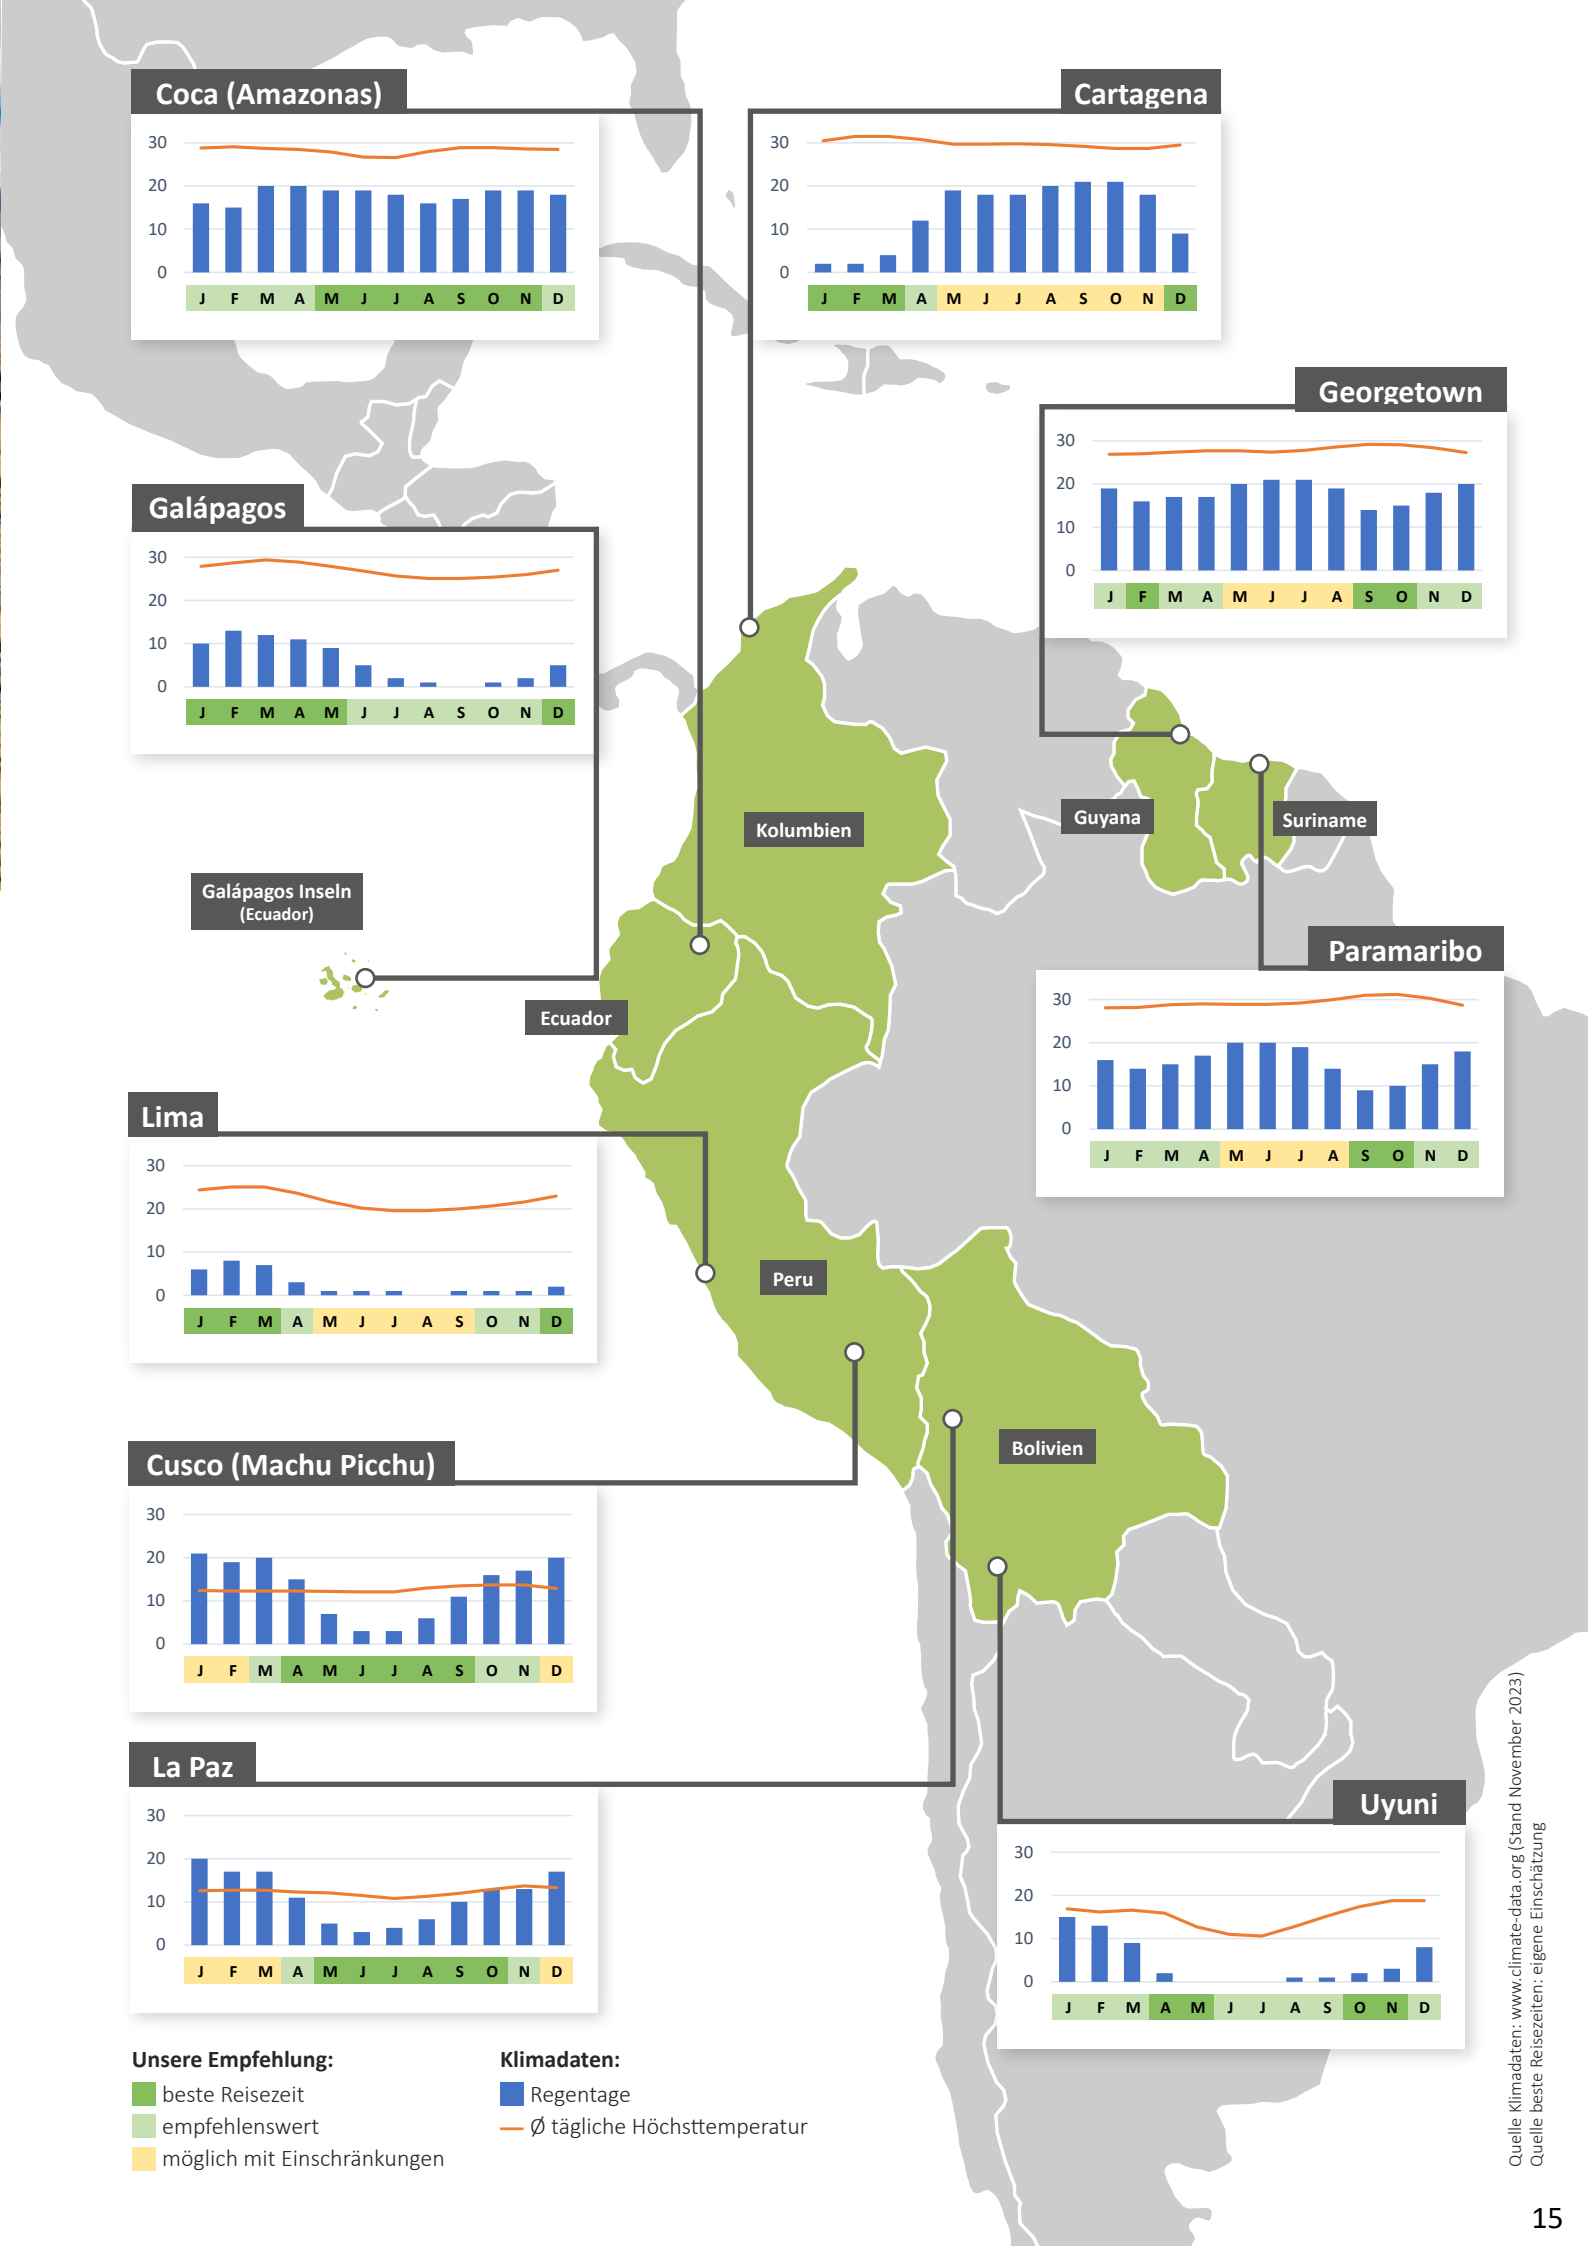 Coca (Amazonas)
30
20
10
0
J F M A M J J A S O N D
Cartagena
30
20
10
0
J F M A M J J A S O N D
Georgetown
30
20
10
0
J F M A M J J A S O N D
Galápagos
30
20
10
0
J F M A M J J A S O N D
Kolumbien
Guyana
Suriname
Galápagos Inseln
(Ecuador)
Ecuador
Paramaribo
30
20
10
0
J F M A M J J A S O N D
Lima
30
20
10
0
J F M A M J J A S O N D
Peru
Cusco (Machu Picchu)
30
20
10
0
J F M A M J J A S O N D
Bolivien
La Paz
30
20
10
0
J F M A M J J A S O N D
Uyuni
30
20
10
0
J F M A M J J A S O N D
Unsere Empfehlung:
beste Reisezeit
empfehlenswert
möglich mit Einschränkungen
Klimadaten:
Regentage
Ø tägliche Höchsttemperatur
Quelle Klimadaten: www.climate-data.org (Stand November 2023)
Quelle beste Reisezeiten: eigene Einschätzung
15